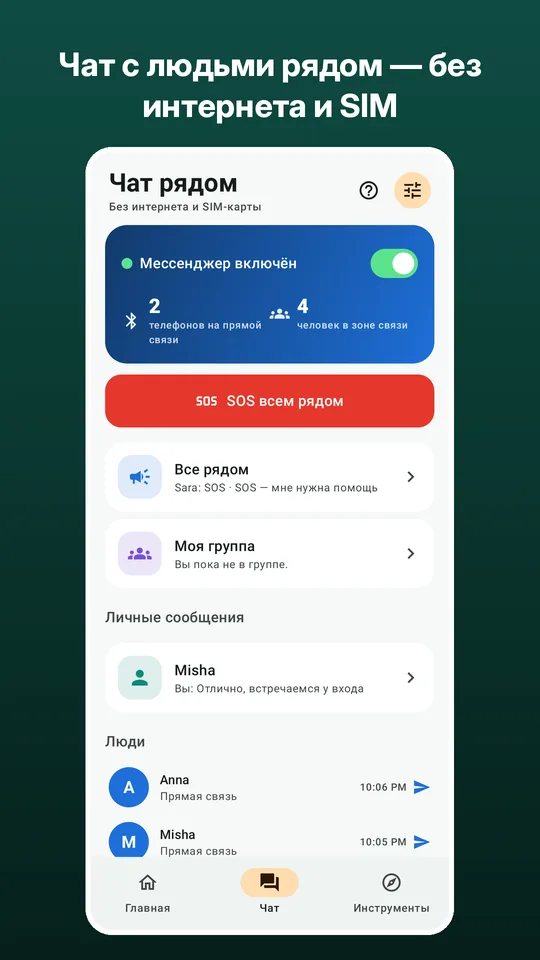 Чат с людьми рядом — без
интернета и SIM
Чат рядом
Без интернета и SIM-карты
Мессенджер включён
2
телефонов на прямой
связи
4
человек в зоне связи
SOS SOS всем рядом
Все рядом
Sara: SOS · SOS — мне нужна помощь
Моя группа
Вы пока не в группе.
Личные сообщения
Misha
Вы: Отлично, встречаемся у входа
Люди
A
Anna
Прямая связь
10:06 PM
M
Misha
Прямая связь
10:05 PM
Главная
Чат
Инструменты